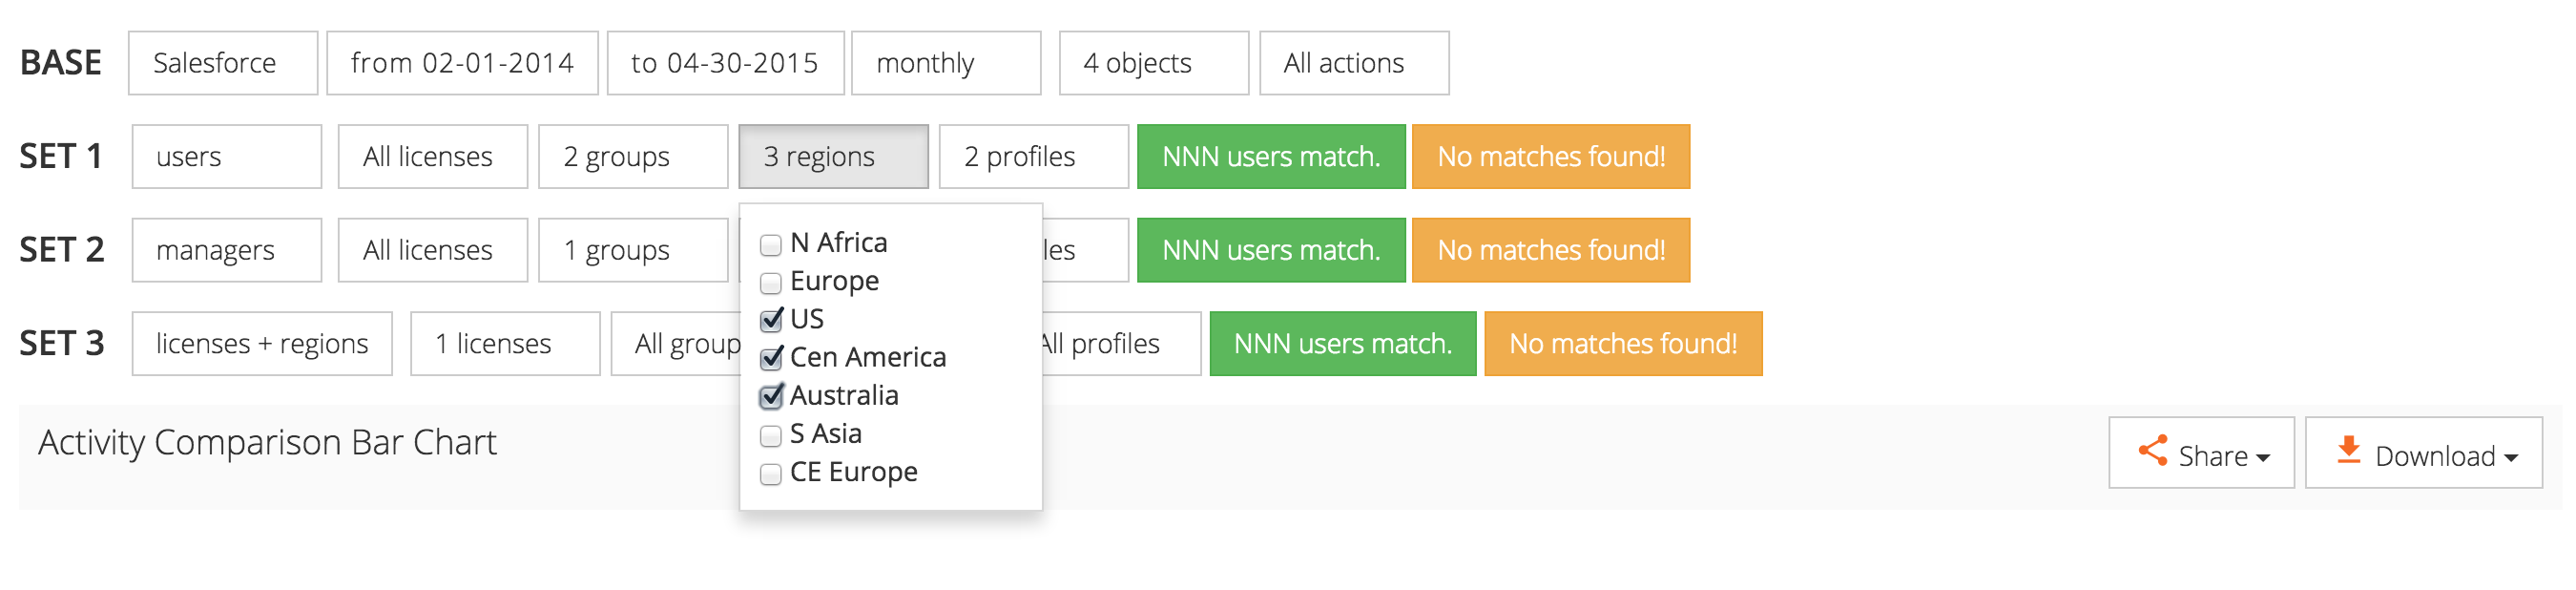 BASE Salesforce from 02-01-2014 to 04-30-2015 monthly 4 objects All actions
SET 1 users All licenses 2 groups 3 regions 2 profiles NNN users match. No matches found!
SET 2 managers All licenses 1 groups les NNN users match. No matches found!
SET 3 licenses + regions 1 licenses All group All profiles NNN users match. No matches found!
N Africa
Europe
US
Cen America
Australia
S Asia
CE Europe
Activity Comparison Bar Chart Share Download